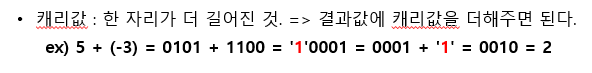 • 캐리값 : 한 자리가 더 길어진 것. => 결과값에 캐리값을 더해주면 된다.
ex) 5 + (-3) = 0101 + 1100 = '1'0001 = 0001 + '1' = 0010 = 2